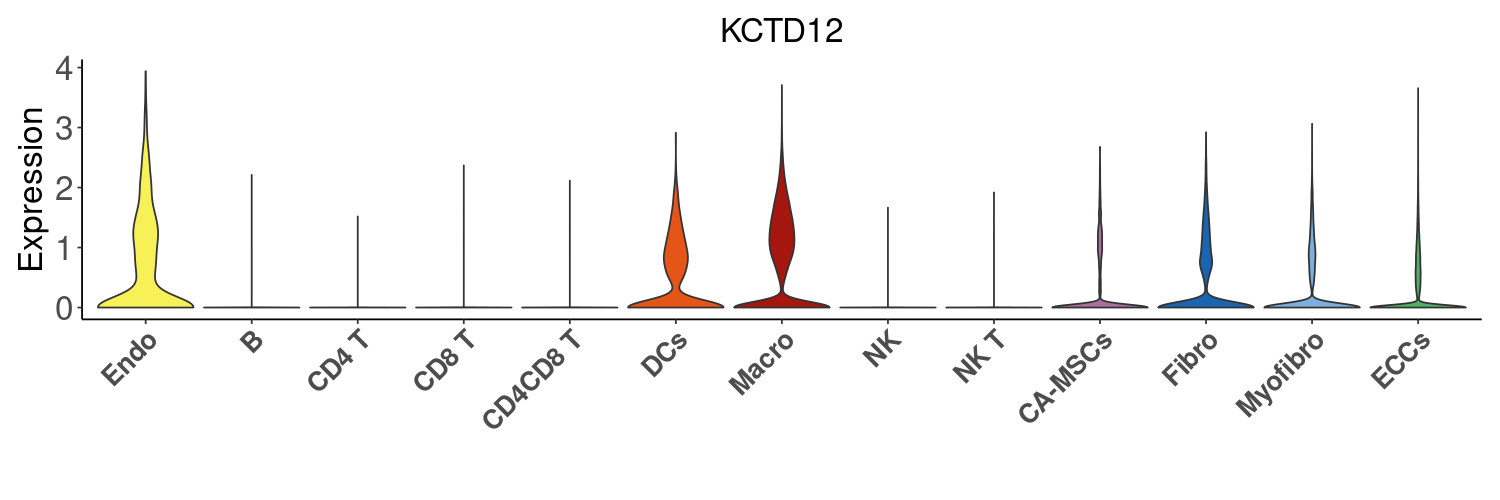 KCTD12
Expression
4
3
2
1
0
Endo
B
CD4 T
CD8 T
CD4CD8 T
DCs
Macro
NK
NK T
CA-MSCs
Fibro
Myofibro
ECCs